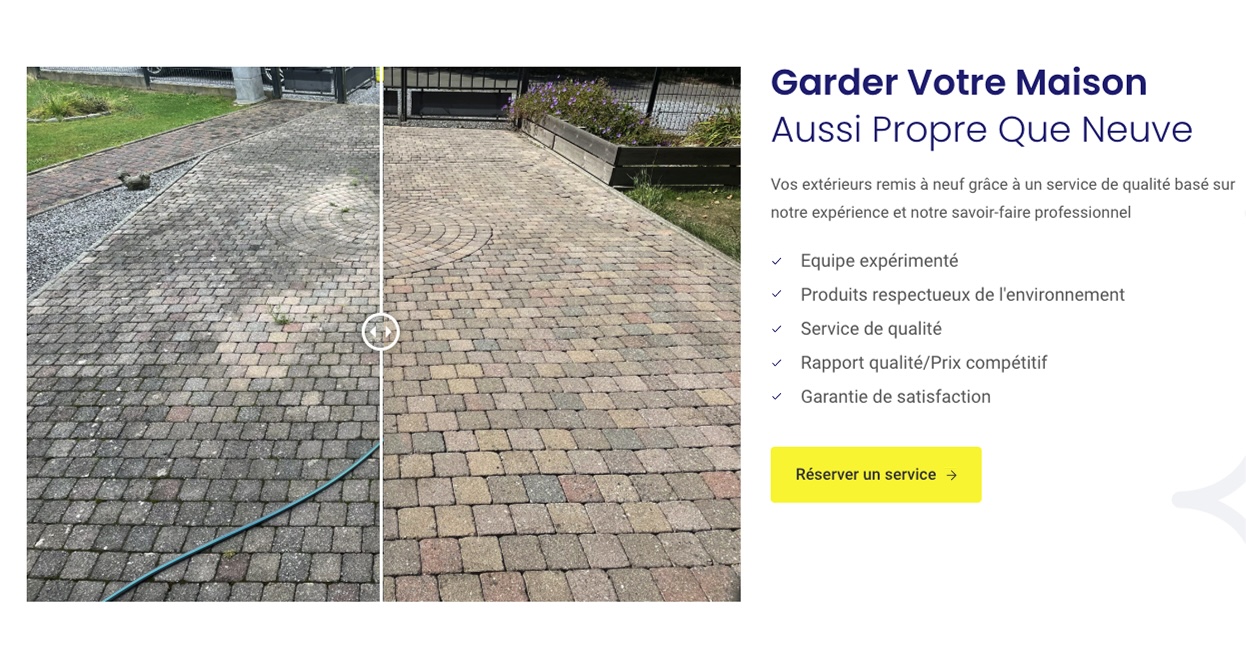 Garder Votre Maison
Aussi Propre Que Neuve
Vos extérieurs remis à neuf grâce à un service de qualité basé sur
notre expérience et notre savoir-faire professionnel
Equipe expérimenté
Produits respectueux de l'environnement
Service de qualité
Rapport qualité/Prix compétitif
Garantie de satisfaction
Réserver un service